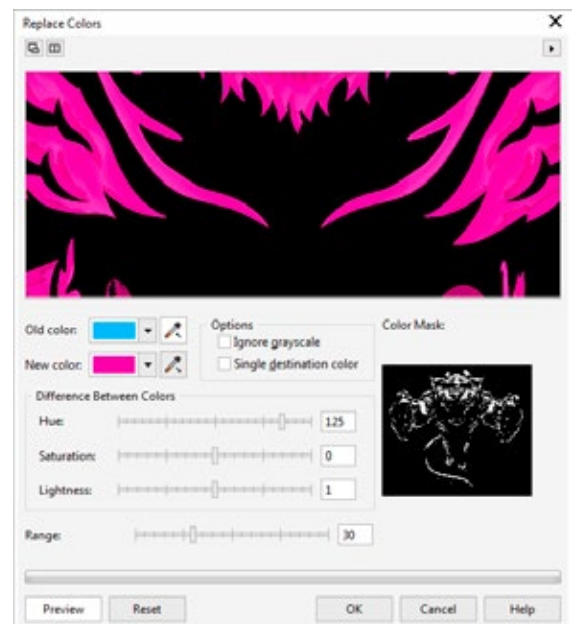 Replace Colors
Old color:
New color:
Options
Ignore grayscale
Single destination color
Color Mask:
Difference Between Colors
Hue: 125
Saturation: 0
Lightness: 1
Range: 30
Preview Reset OK Cancel Help